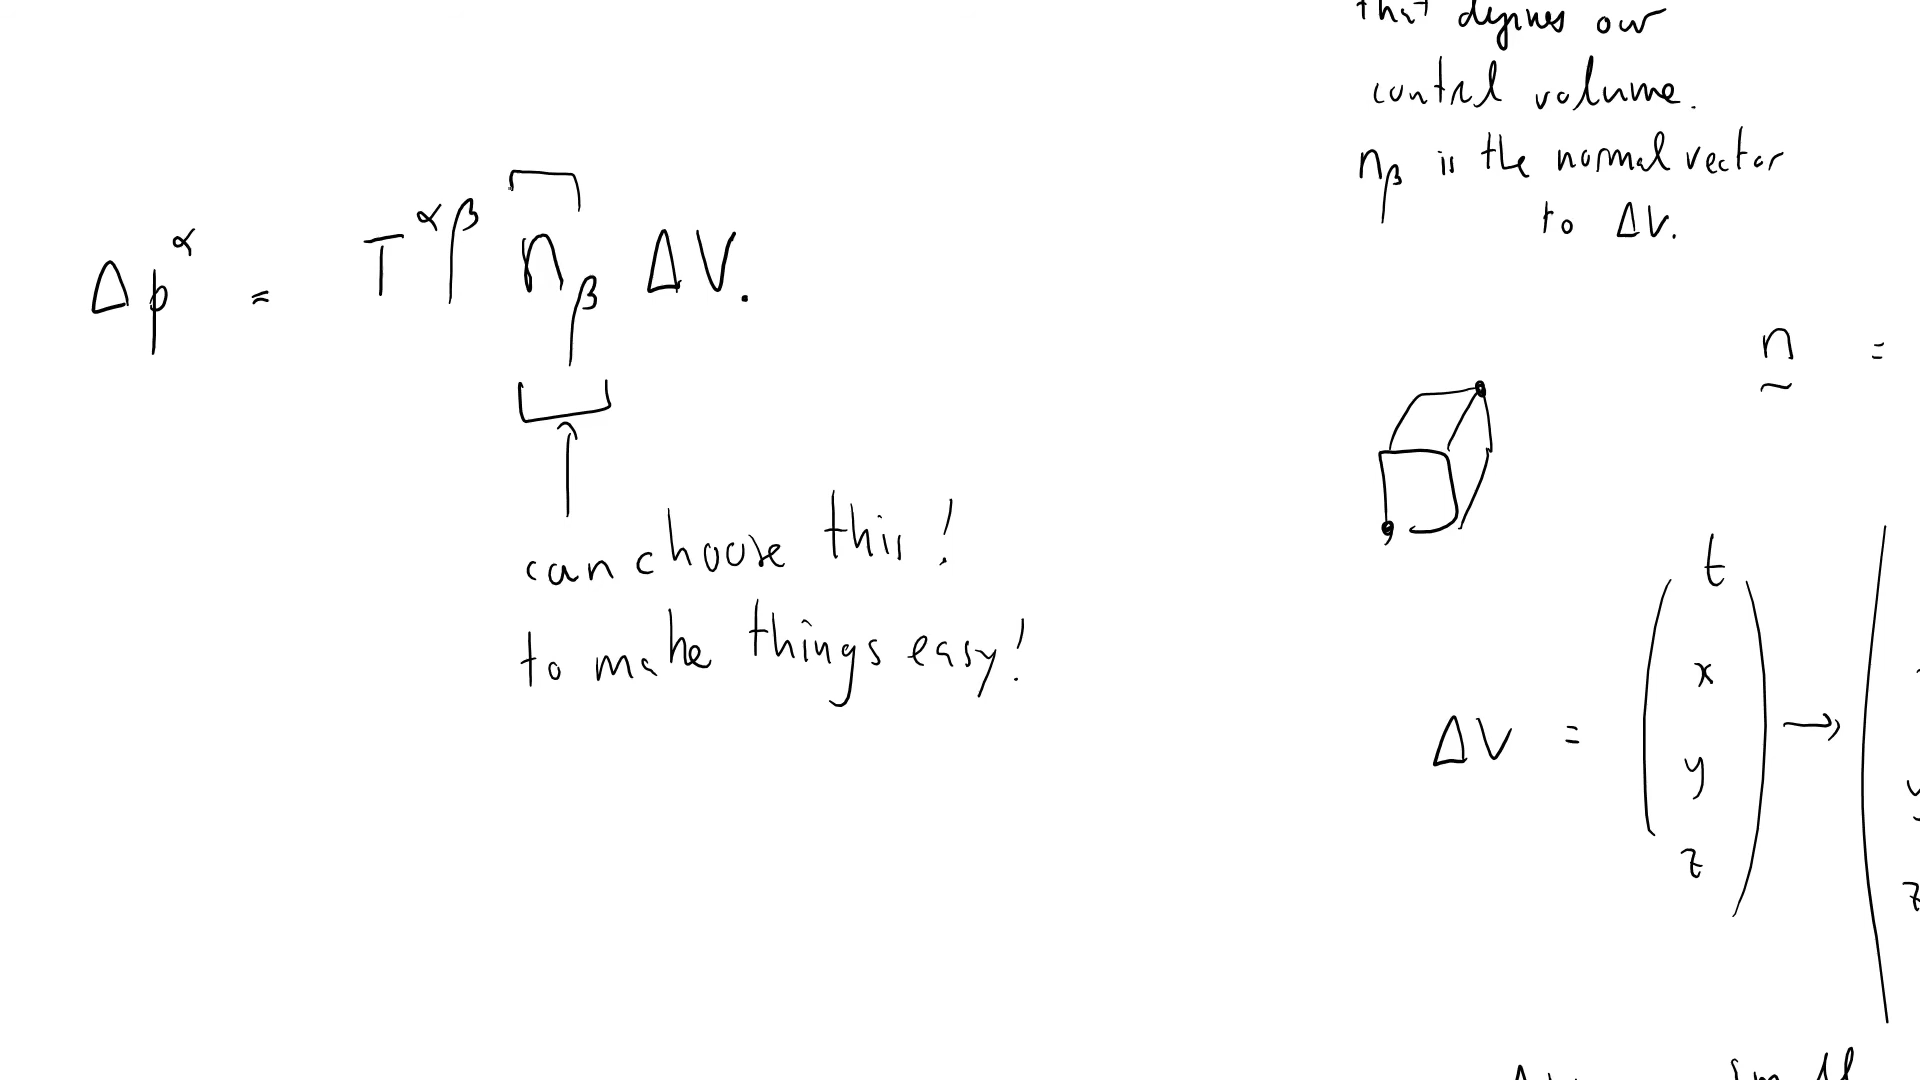 that defines our
control volume.
nβ is the normal vector
to ΔV.
Δp^α = T^αβ nβ ΔV.
can choose this!
to make things easy!
n =
~
ΔV = ( t x y z ) →